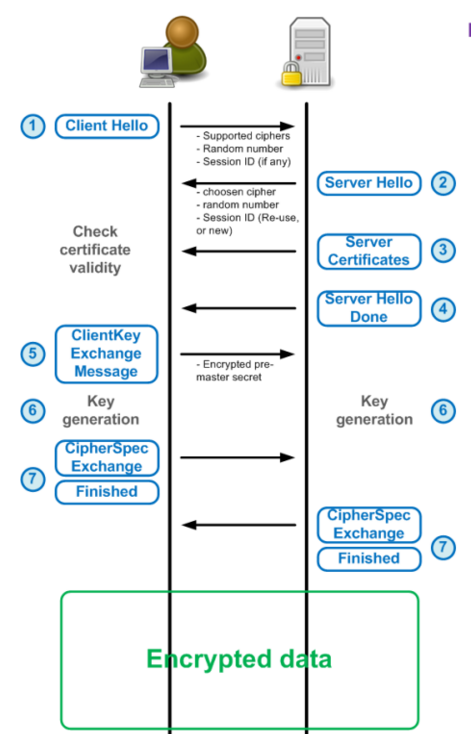 1 Client Hello
- Supported ciphers
- Random number
- Session ID (if any)
Server Hello 2
- choosen cipher
- random number
- Session ID (Re-use,
or new)
Check
certificate
validity
Server
Certificates
3
Server Hello
Done
4
5
ClientKey
Exchange
Message
- Encrypted pre-
master secret
6
Key
generation
Key
generation
6
7
CipherSpec
Exchange
Finished
CipherSpec
Exchange
Finished
7
Encrypted data